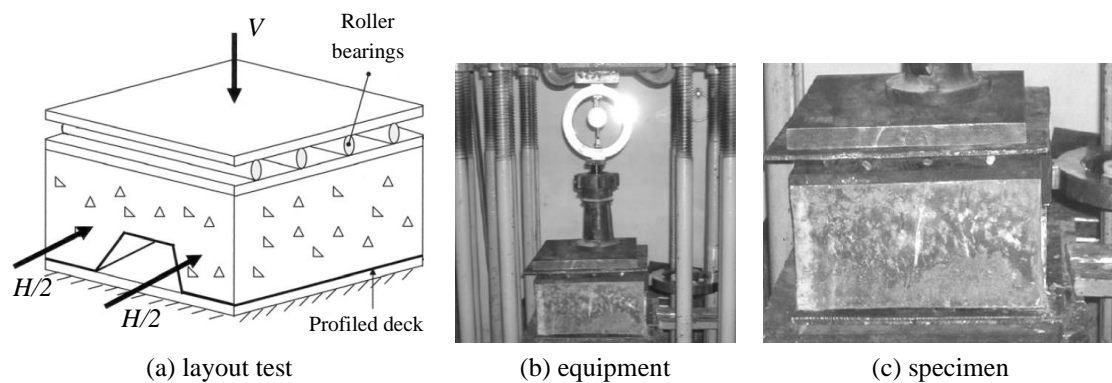 V
Roller
bearings
H/2
H/2
Profiled deck
(a) layout test
(b) equipment
(c) specimen